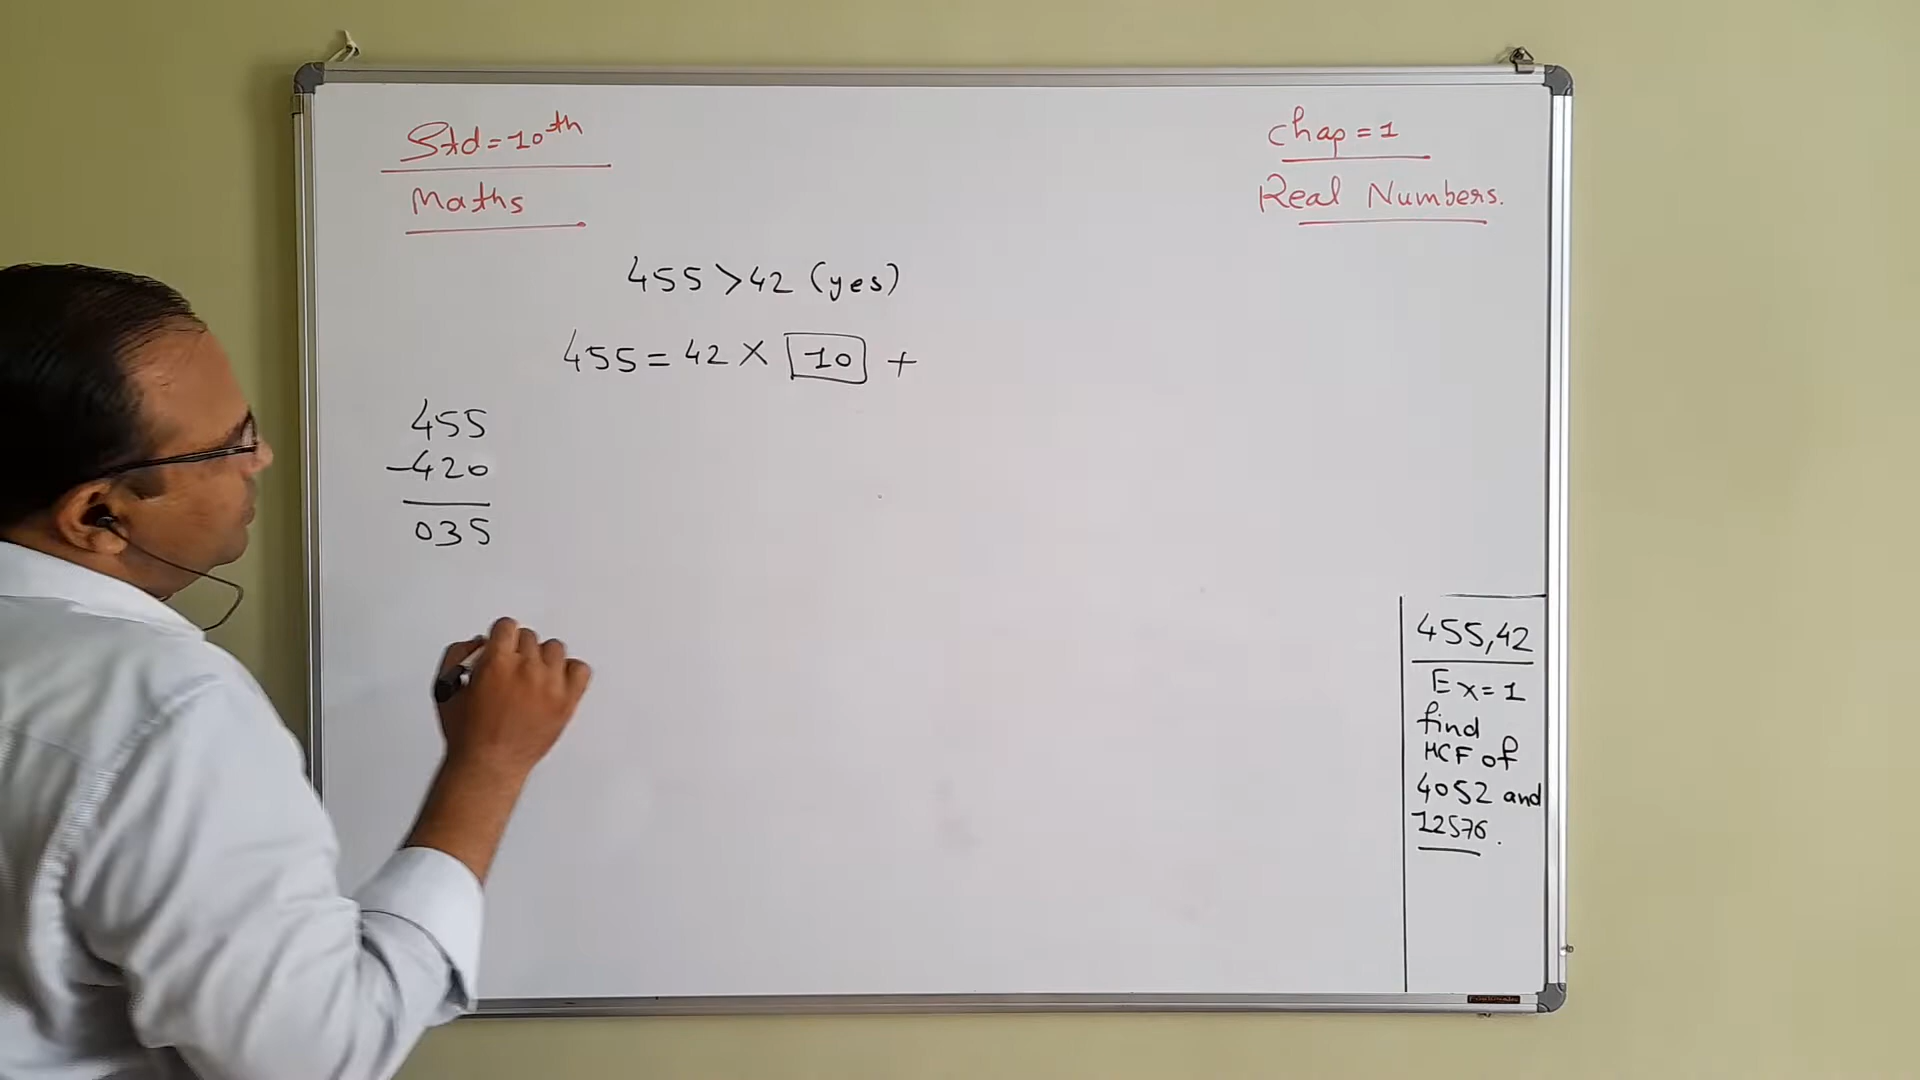 Std=10th
Maths
Chap=1
Real Numbers.
455>42 (yes)
455=42 × 10 +
455
-420
035
455,42
Ex=1
find
HCF of
4052 and
12576.